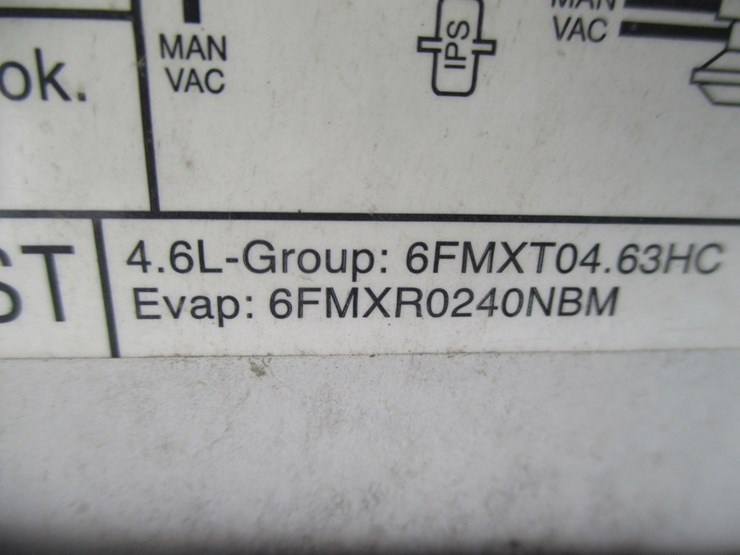 MAN
VAC
IPS
MAN
VAC
ok.
ST
4.6L-Group: 6FMXT04.63HC
Evap: 6FMXR0240NBM